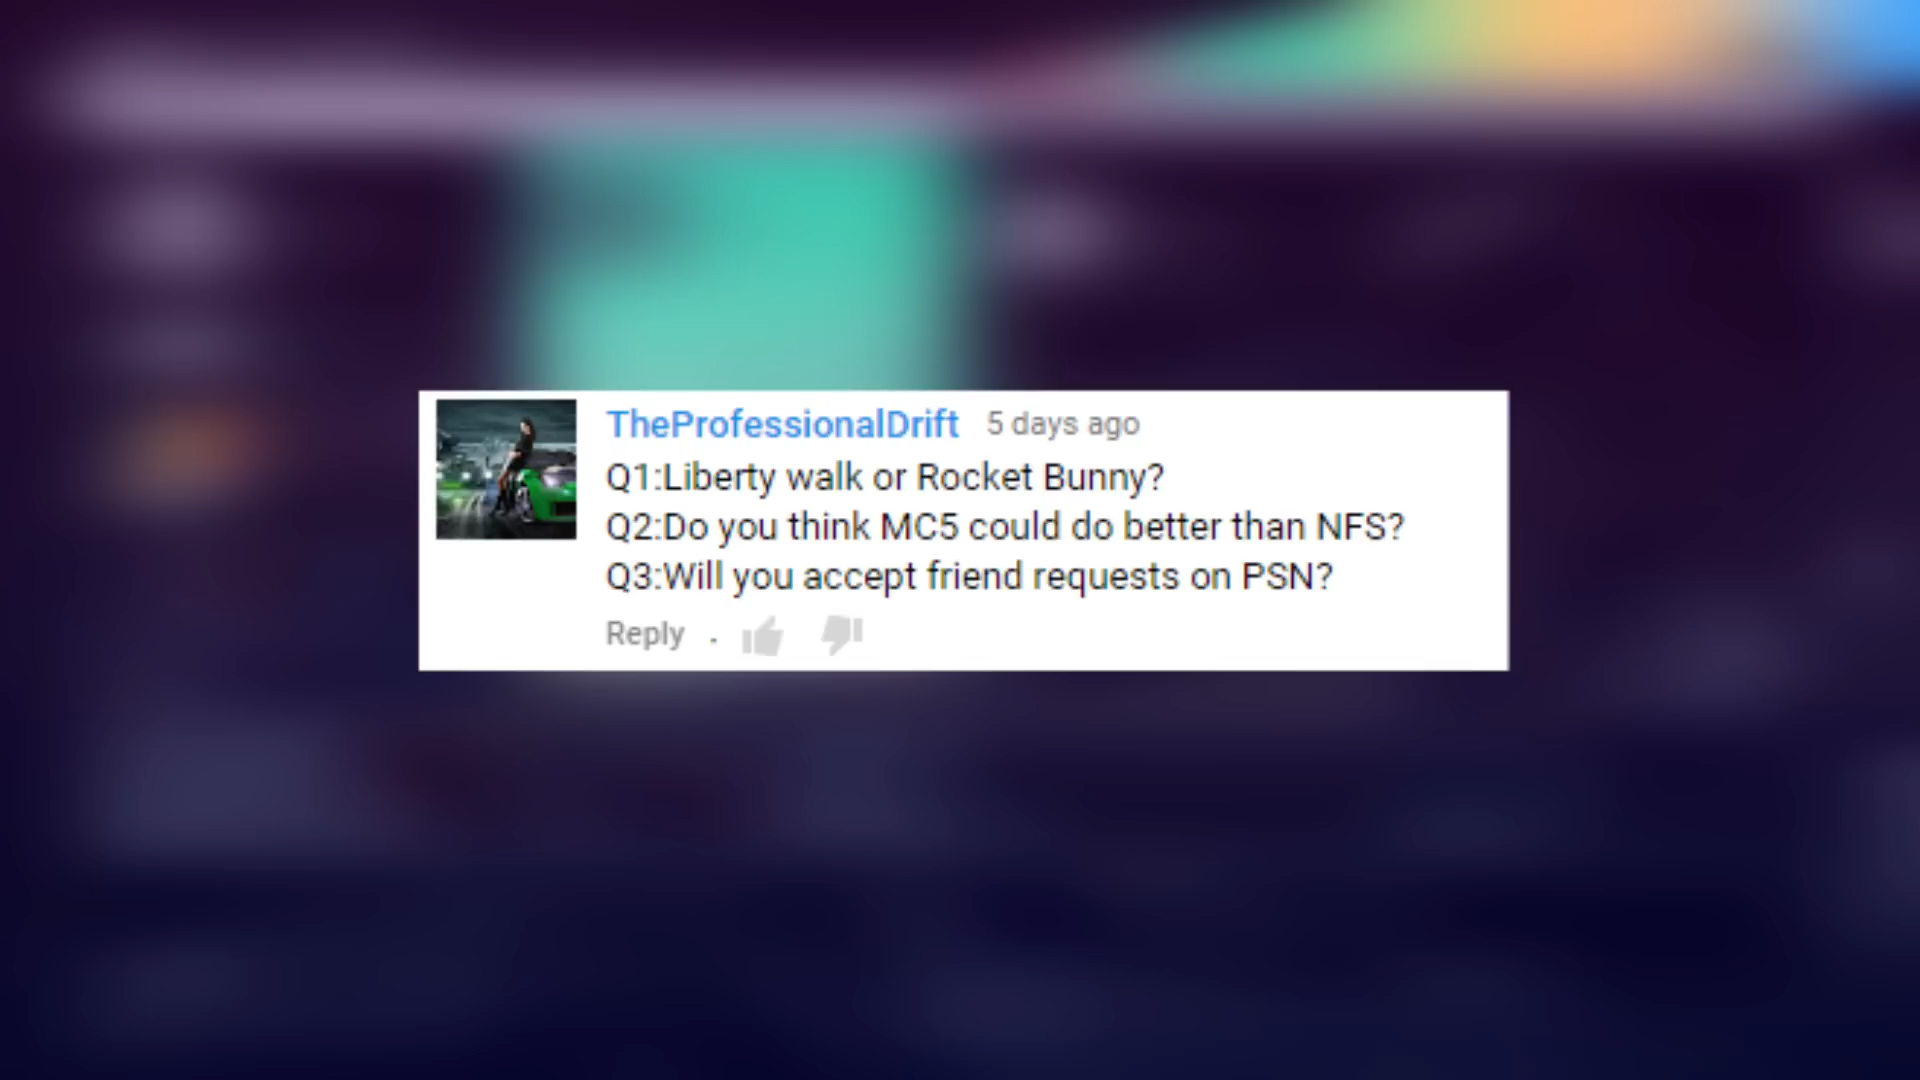 TheProfessionalDrift 5 days ago
Q1:Liberty walk or Rocket Bunny?
Q2:Do you think MC5 could do better than NFS?
Q3:Will you accept friend requests on PSN?
Reply .